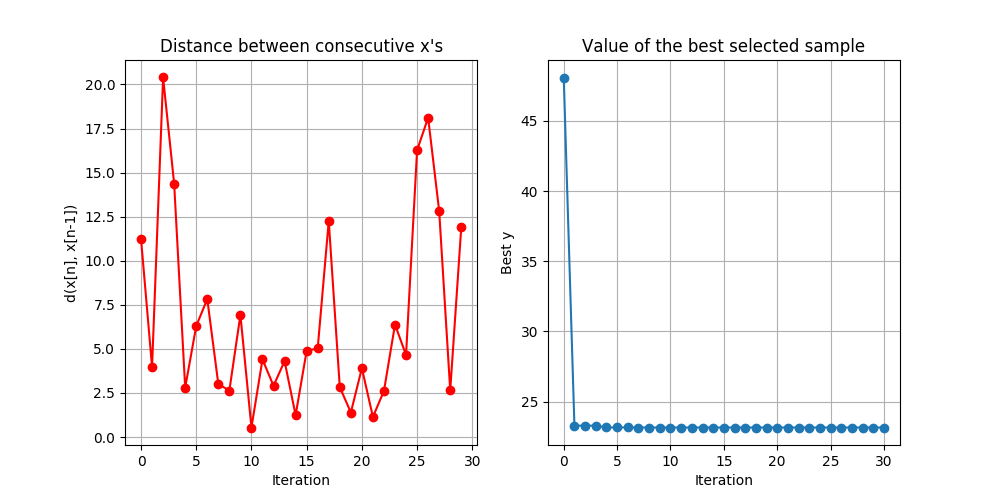 Distance between consecutive x's
d(x[n], x[n-1])
20.0
17.5
15.0
12.5
10.0
7.5
5.0
2.5
0.0
0 5 10 15 20 25 30
Iteration
Value of the best selected sample
Best y
45
40
35
30
25
0 5 10 15 20 25 30
Iteration